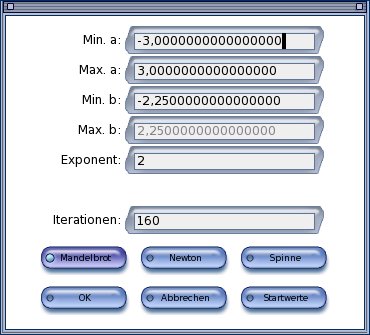 Min. a: -3,0000000000000000
Max. a: 3,0000000000000000
Min. b: -2,2500000000000000
Max. b: 2,2500000000000000
Exponent: 2
Iterationen: 160
Mandelbrot Newton Spinne
OK Abbrechen Startwerte